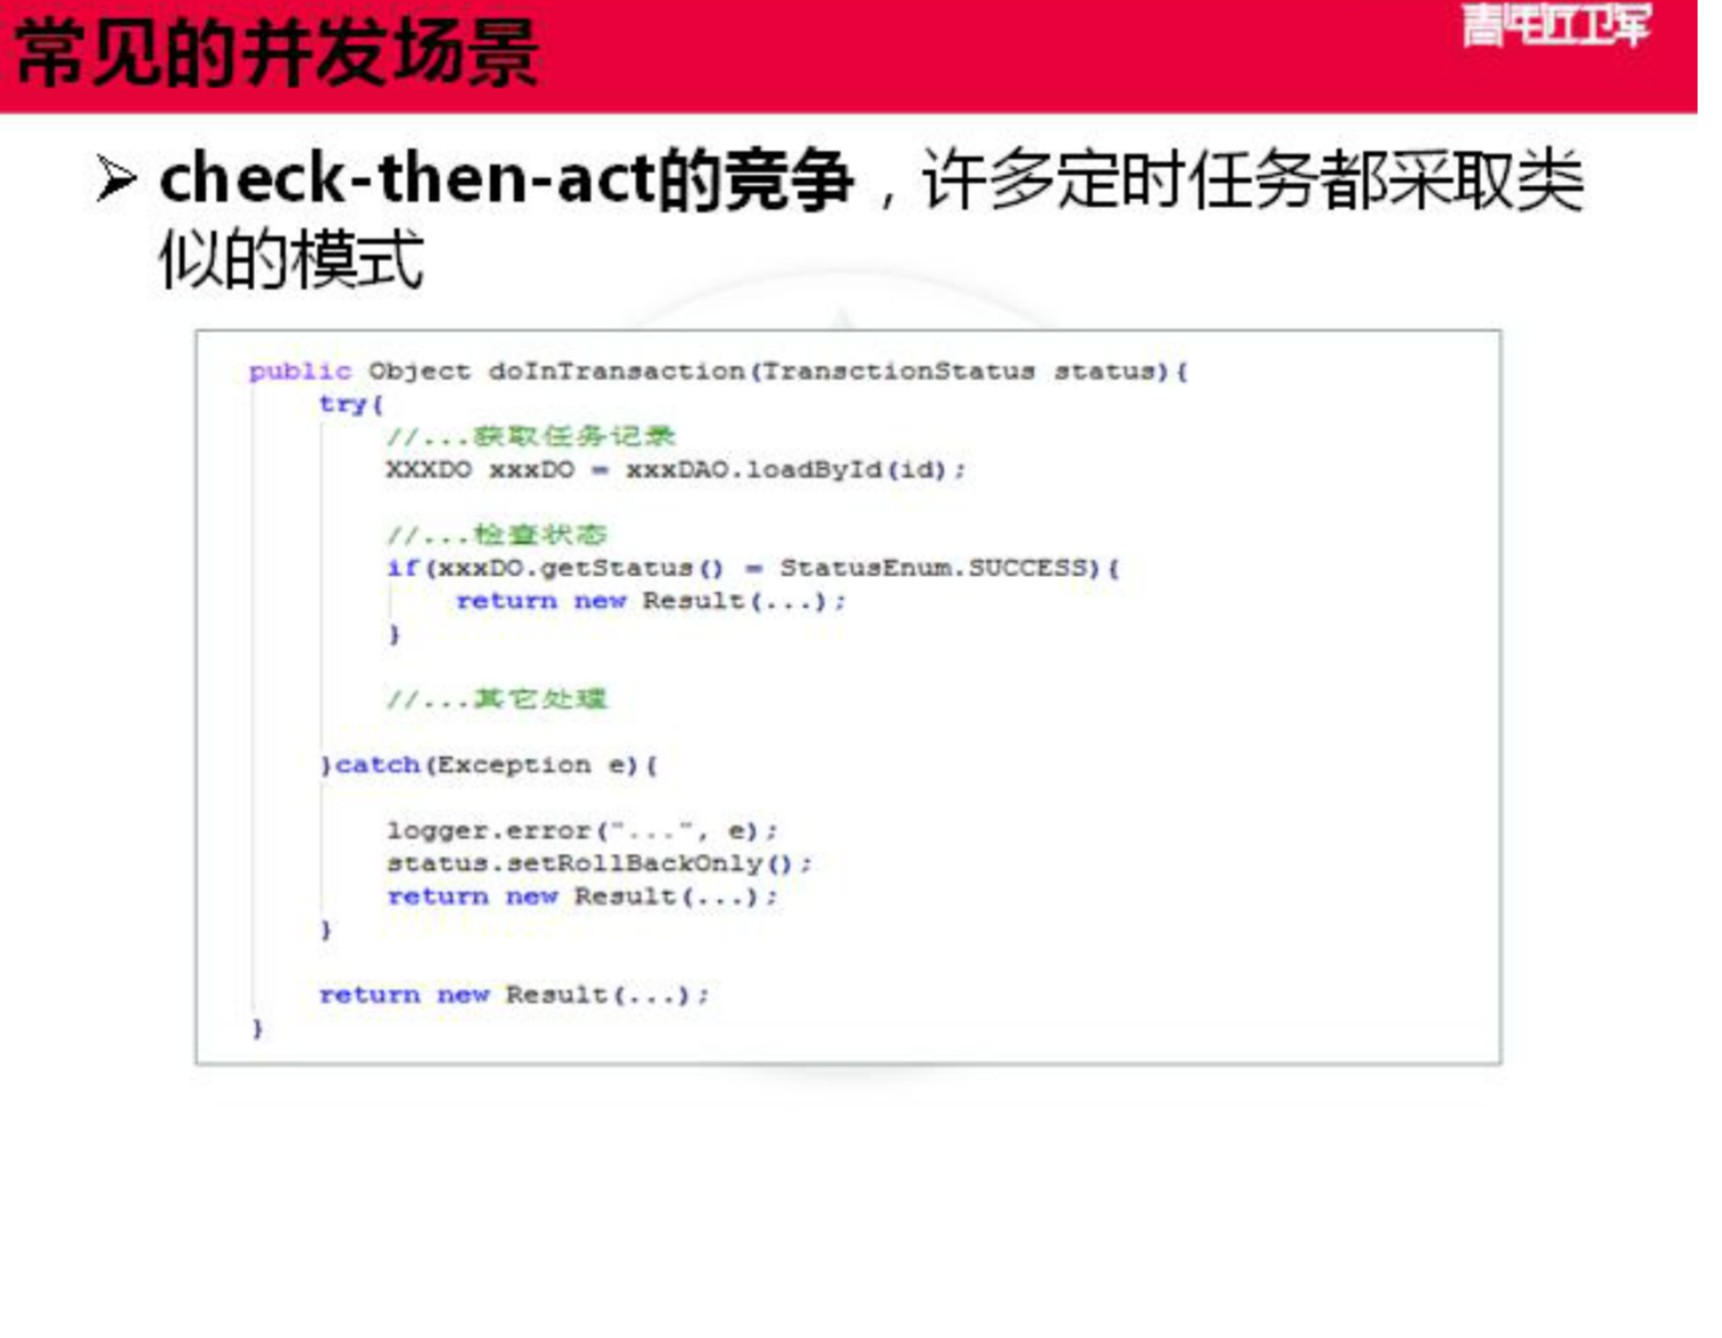 常见的并发场景
青年近卫军
➢ check-then-act的竞争，许多定时任务都采取类
似的模式
public Object doInTransaction(TransctionStatus status){
try{
//...获取任务记录
XXXDO xxxDO = xxxDAO.loadById(id);
//...检查状态
if(xxxDO.getStatus() = StatusEnum.SUCCESS){
return new Result(...);
}
//...其它处理
}catch(Exception e){
logger.error("...", e);
status.setRollBackOnly();
return new Result(...);
}
return new Result(...);
}